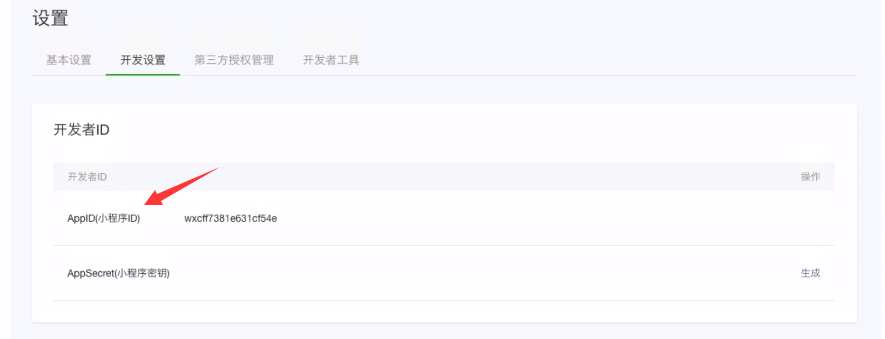 设置
基本设置 开发设置 第三方授权管理 开发者工具
开发者ID
开发者ID 操作
AppID(小程序ID) wxcff7381e631cf54e
AppSecret(小程序密钥) 生成